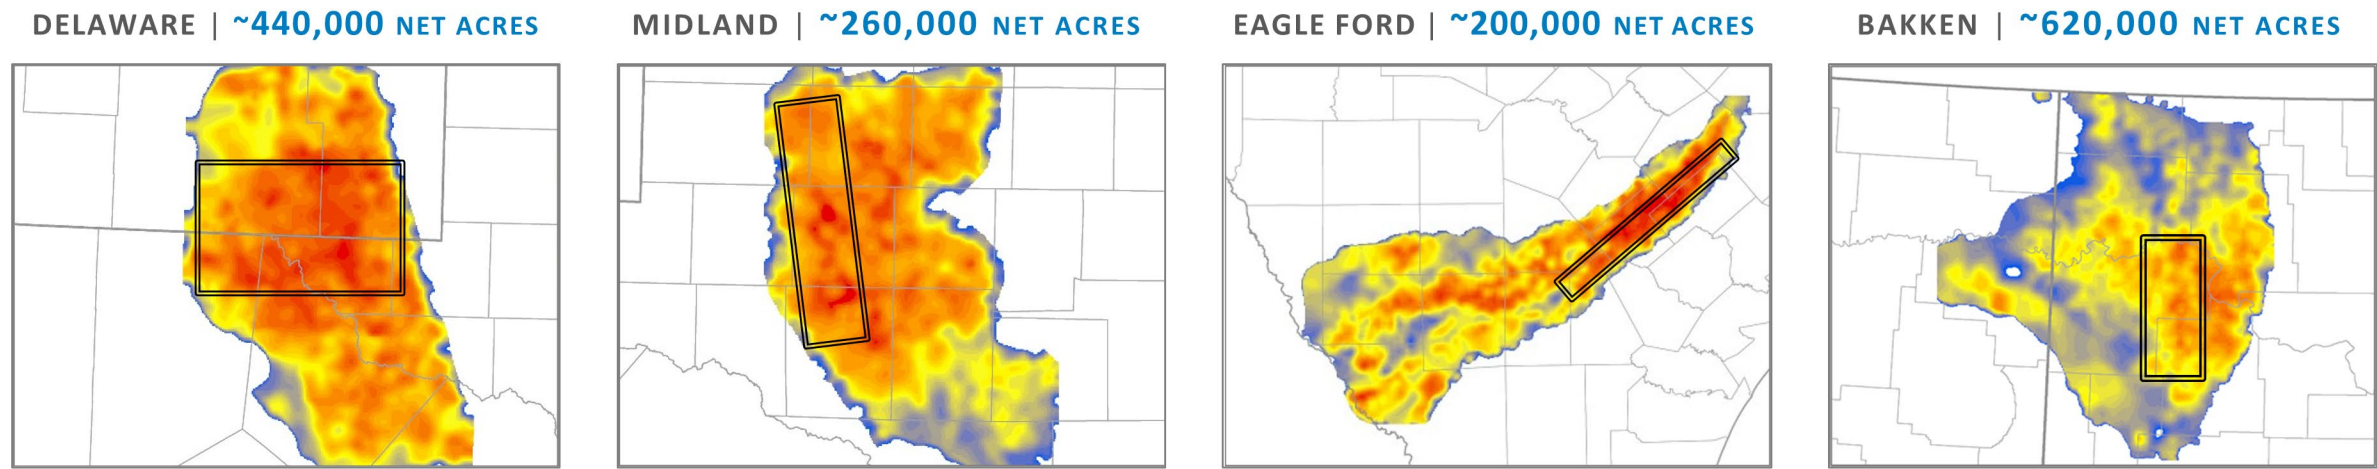 DELAWARE | ~440,000 NET ACRES
MIDLAND | ~260,000 NET ACRES
EAGLE FORD | ~200,000 NET ACRES
BAKKEN | ~620,000 NET ACRES